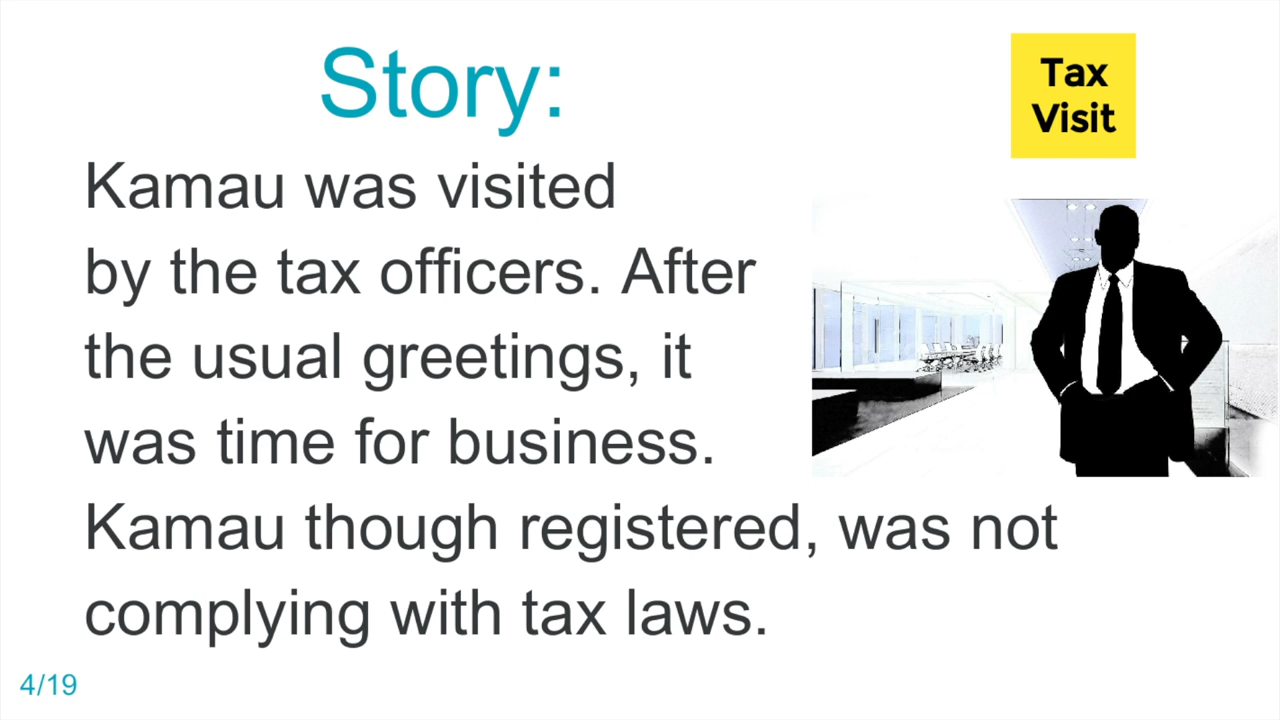 Story:
Tax
Visit
Kamau was visited
by the tax officers. After
the usual greetings, it
was time for business.
Kamau though registered, was not
complying with tax laws.
4/19